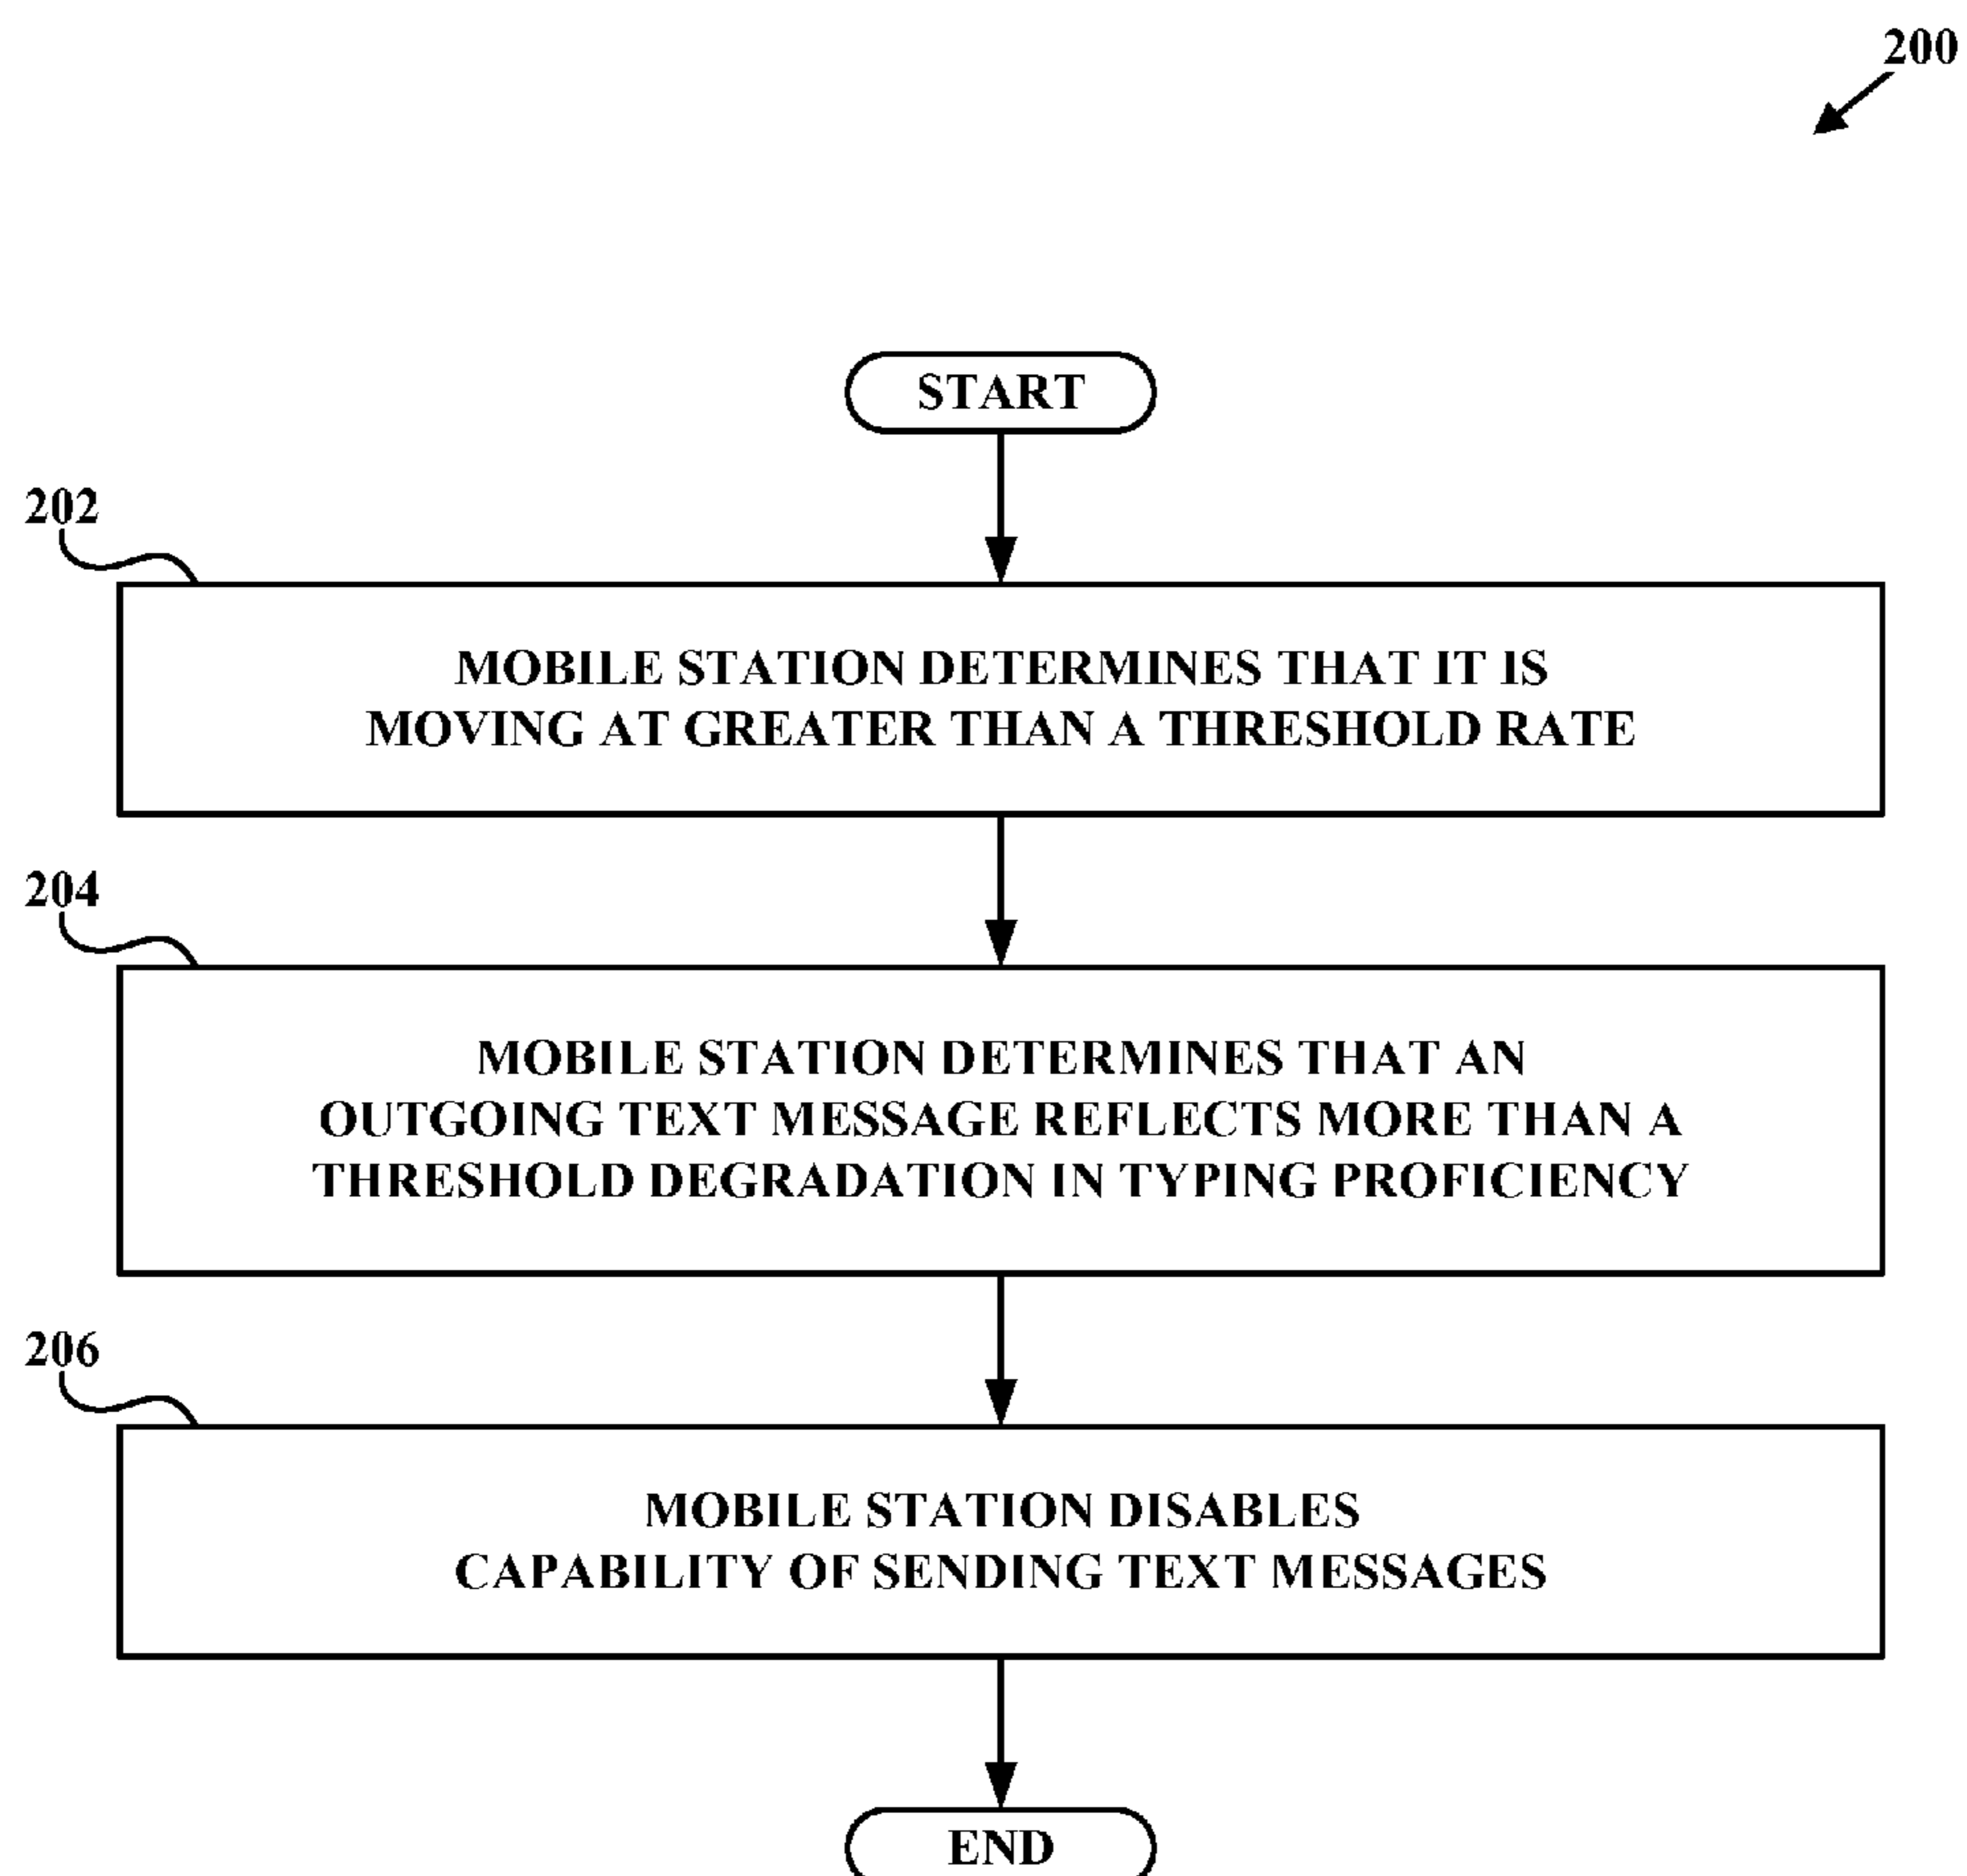 200
START
202
MOBILE STATION DETERMINES THAT IT IS
MOVING AT GREATER THAN A THRESHOLD RATE
204
MOBILE STATION DETERMINES THAT AN
OUTGOING TEXT MESSAGE REFLECTS MORE THAN A
THRESHOLD DEGRADATION IN TYPING PROFICIENCY
206
MOBILE STATION DISABLES
CAPABILITY OF SENDING TEXT MESSAGES
END